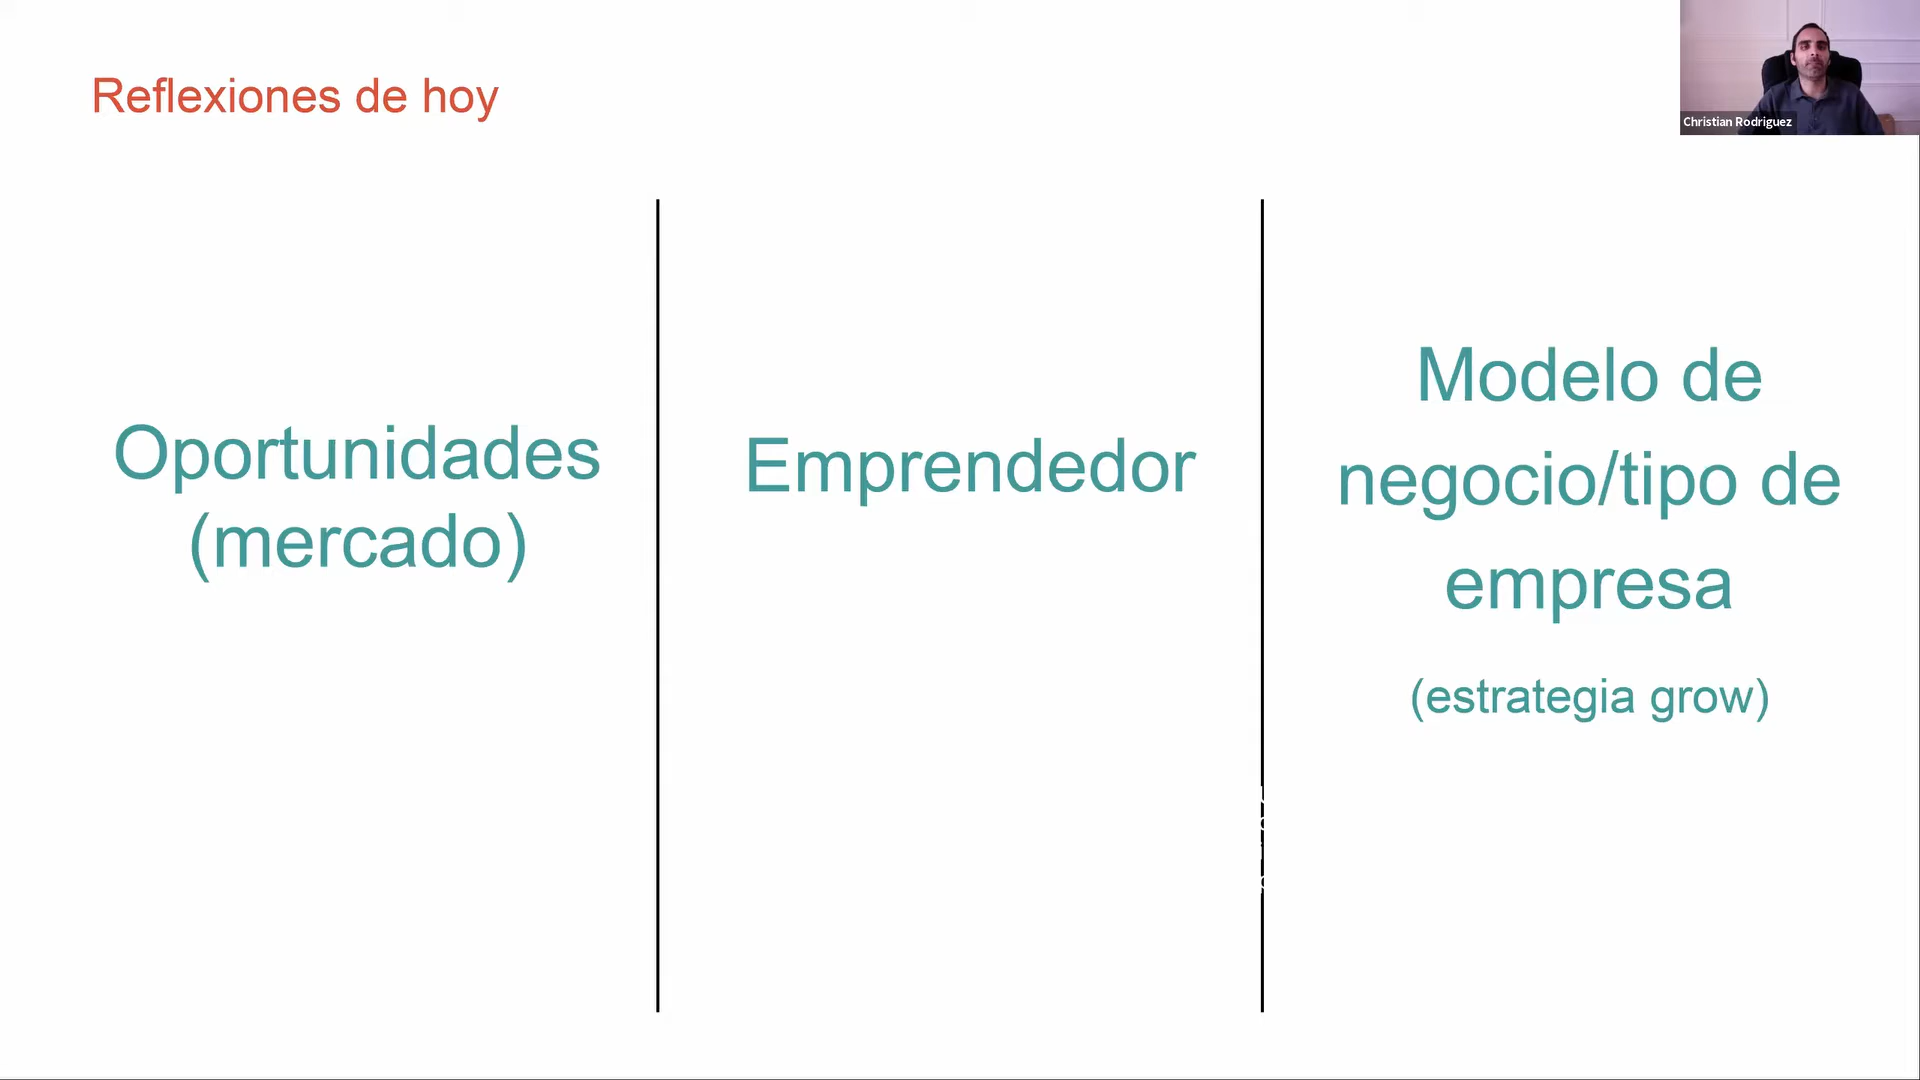 Reflexiones de hoy
Christian Rodriguez
Oportunidades
(mercado)
Emprendedor
Modelo de
negocio/tipo de
empresa
(estrategia grow)